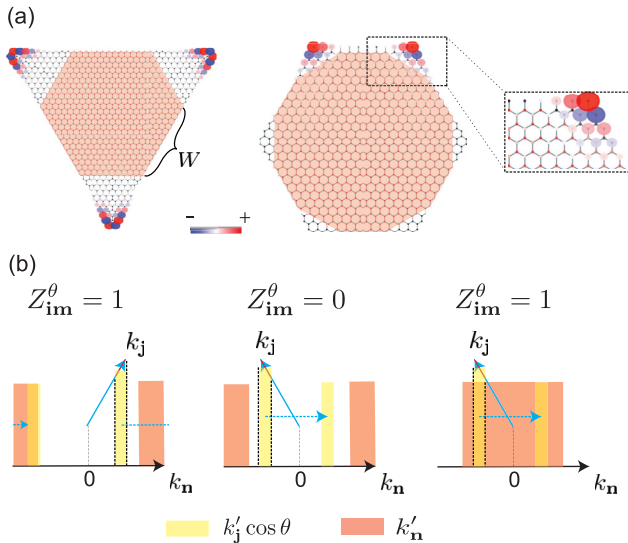 (a)
W
− +
(b)
Z^θ_im = 1 Z^θ_im = 0 Z^θ_im = 1
k_j k_j k_j
0 k_n 0 k_n 0 k_n
k′_j cos θ k′_n